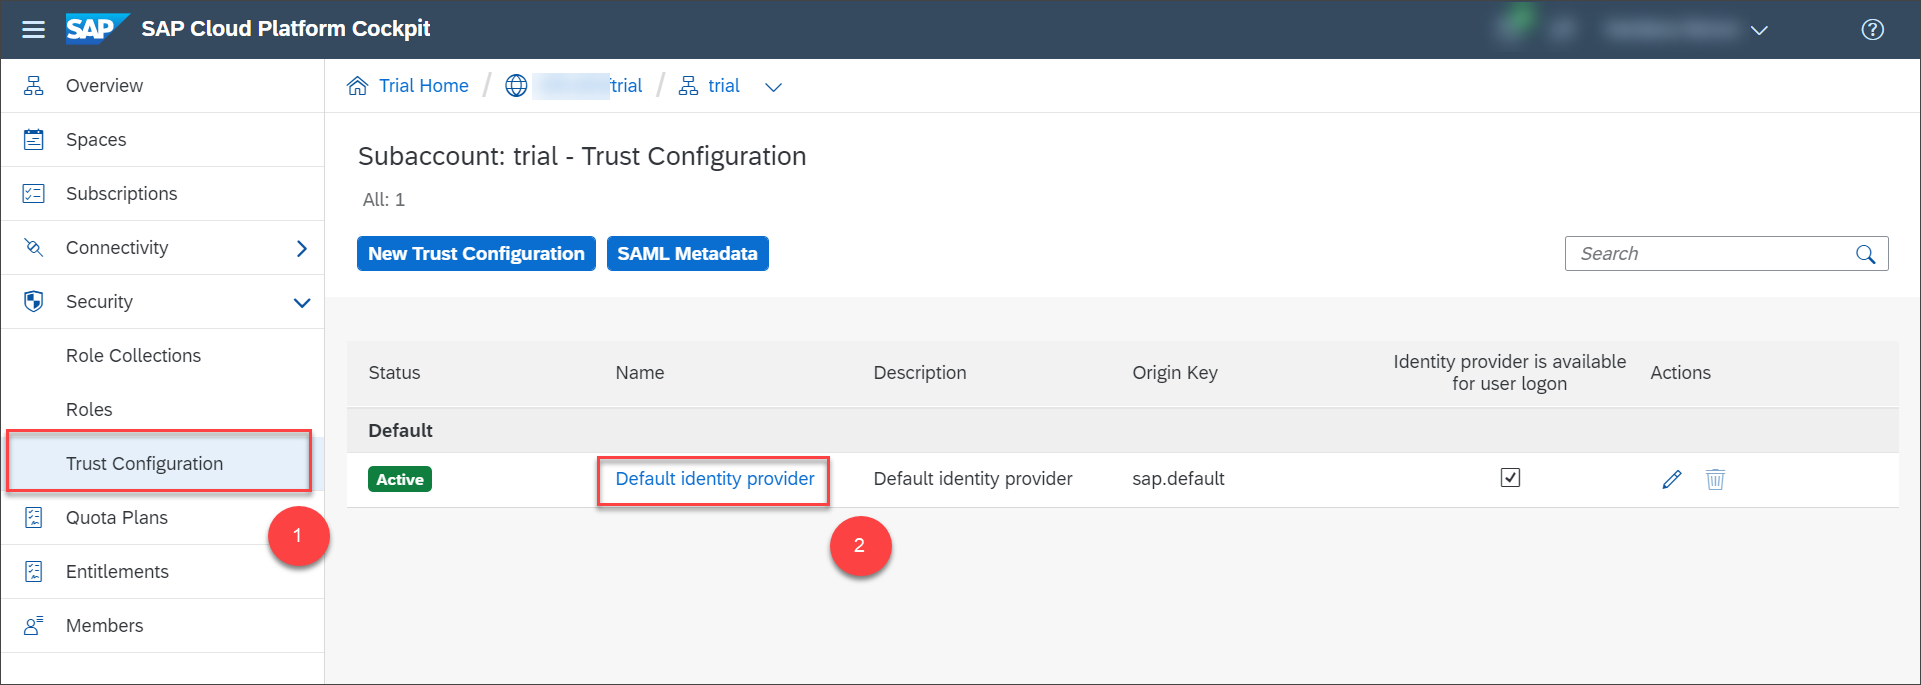 SAP SAP Cloud Platform Cockpit
Overview
Spaces
Subscriptions
Connectivity
Security
Role Collections
Roles
Trust Configuration
Quota Plans
Entitlements
Members
1
Trial Home / trial / trial
Subaccount: trial - Trust Configuration
All: 1
New Trust Configuration SAML Metadata Search
Status Name Description Origin Key Identity provider is available
for user logon Actions
Default
Active Default identity provider Default identity provider sap.default
2